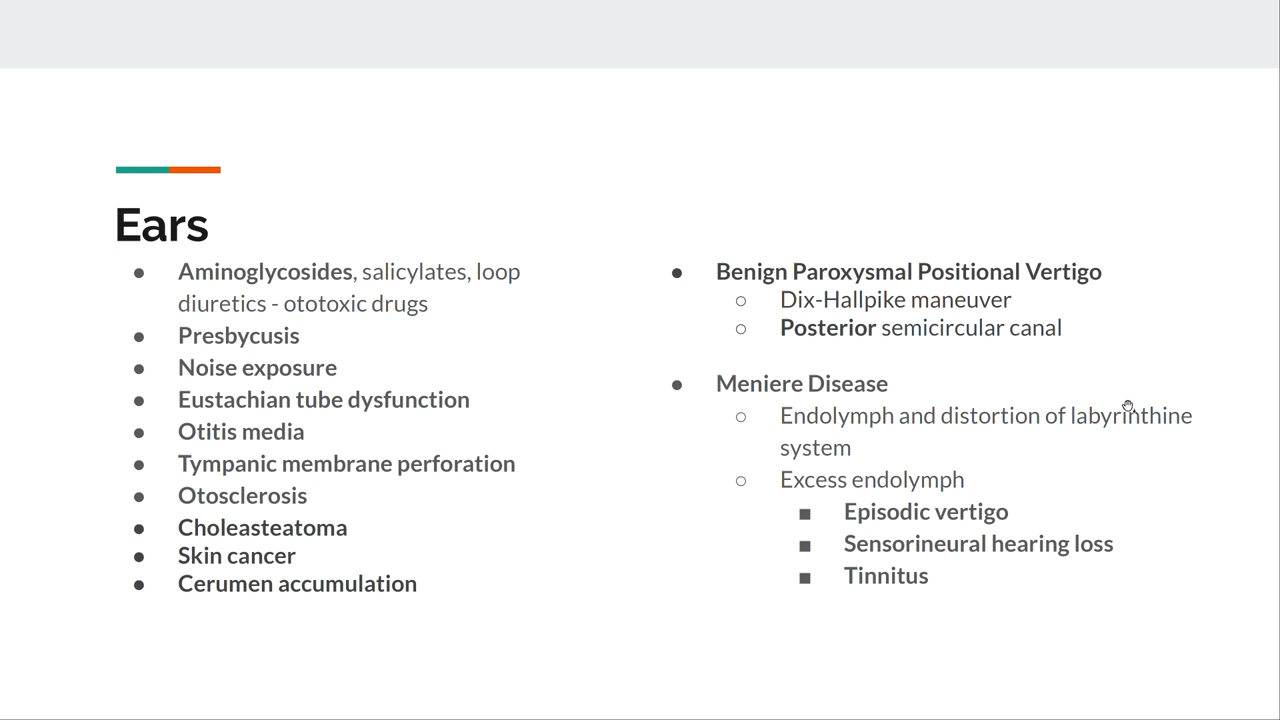 Ears
● Aminoglycosides, salicylates, loop
diuretics - ototoxic drugs
● Presbycusis
● Noise exposure
● Eustachian tube dysfunction
● Otitis media
● Tympanic membrane perforation
● Otosclerosis
● Choleasteatoma
● Skin cancer
● Cerumen accumulation
● Benign Paroxysmal Positional Vertigo
○ Dix-Hallpike maneuver
○ Posterior semicircular canal
● Meniere Disease
○ Endolymph and distortion of labyrinthine
system
○ Excess endolymph
■ Episodic vertigo
■ Sensorineural hearing loss
■ Tinnitus